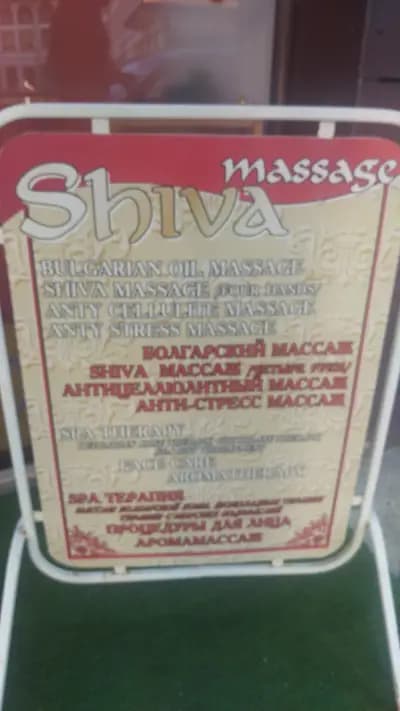 massage
Shiva
BULGARIAN OIL MASSAGE
SHIVA MASSAGE /FOUR HANDS/
ANTY CELLULITE MASSAGE
ANTY STRESS MASSAGE
БОЛГАРСКИЙ МАССАЖ
SHIVA МАССАЖ /ЧЕТЫРЕ РУКИ/
АНТИЦЕЛЛЮЛИТНЫЙ МАССАЖ
АНТИ-СТРЕСС МАССАЖ
SPA THERAPY
FACE CARE
AROMATHERAPY
SPA ТЕРАПИЯ
ПРОЦЕДУРЫ ДЛЯ ЛИЦА
АРОМАМАССАЖ